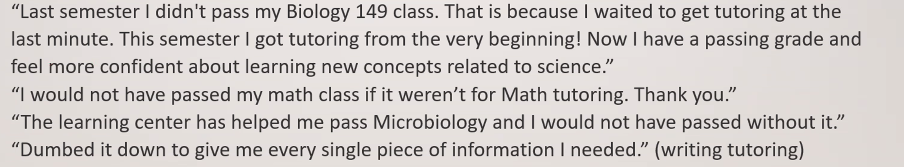 “Last semester I didn't pass my Biology 149 class. That is because I waited to get tutoring at the
last minute. This semester I got tutoring from the very beginning! Now I have a passing grade and
feel more confident about learning new concepts related to science.”
“I would not have passed my math class if it weren’t for Math tutoring. Thank you.”
“The learning center has helped me pass Microbiology and I would not have passed without it.”
“Dumbed it down to give me every single piece of information I needed.” (writing tutoring)